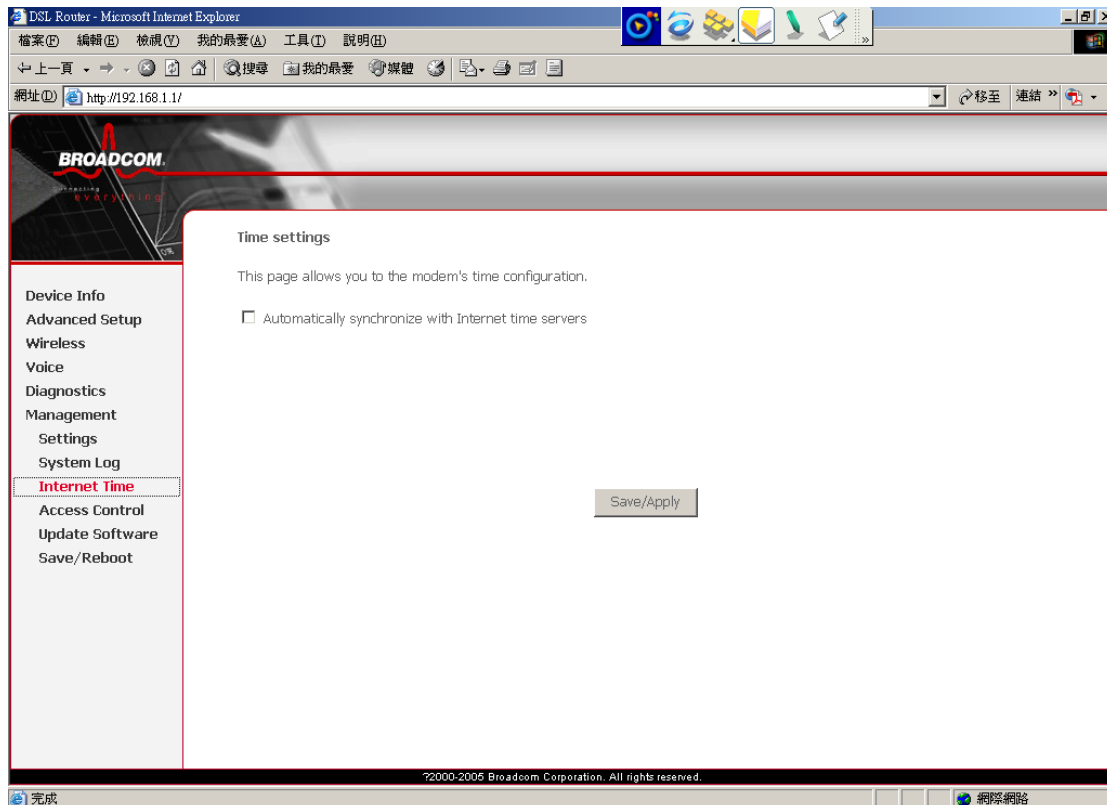 DSL Router - Microsoft Internet Explorer
檔案(F) 編輯(E) 檢視(V) 我的最愛(A) 工具(T) 說明(H)
上一頁 搜尋 我的最愛 媒體
網址(D) http://192.168.1.1/ 移至 連結 »
BROADCOM.
Connecting
everything
Time settings
This page allows you to the modem's time configuration.
Automatically synchronize with Internet time servers
Device Info
Advanced Setup
Wireless
Voice
Diagnostics
Management
Settings
System Log
Internet Time
Access Control
Update Software
Save/Reboot
Save/Apply
?2000-2005 Broadcom Corporation. All rights reserved.
完成 網際網路